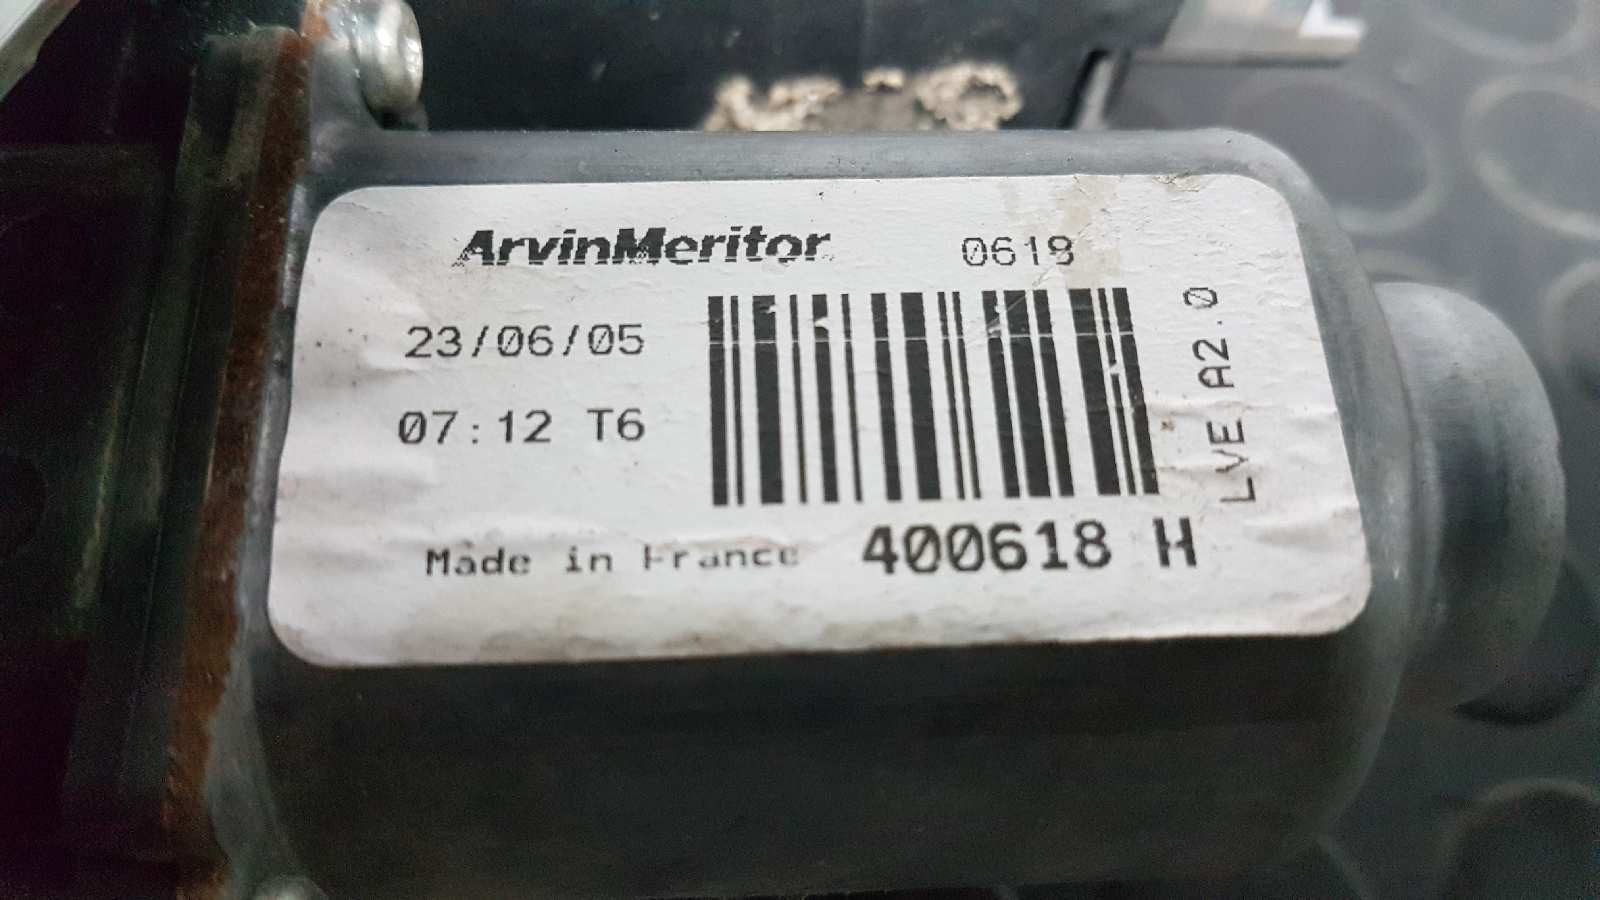 ArvinMeritor 0618
23/06/05
07:12 T6
LVE A2.0
Made in France 400618 H